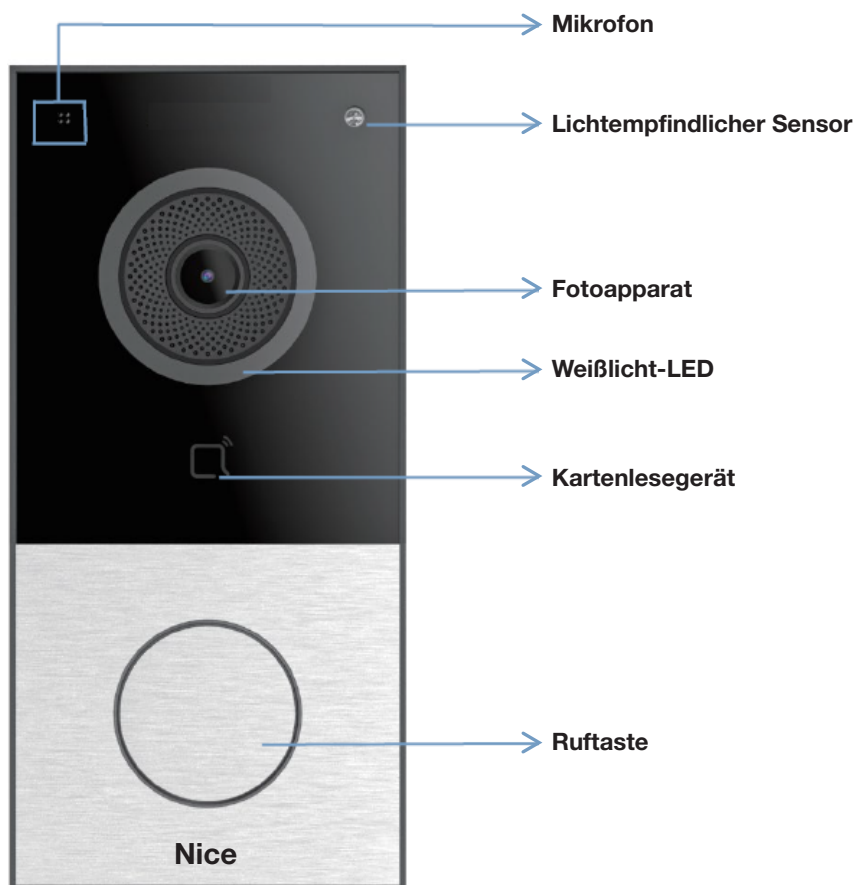 Mikrofon
Lichtempfindlicher Sensor
Fotoapparat
Weißlicht-LED
Kartenlesegerät
Ruftaste
Nice